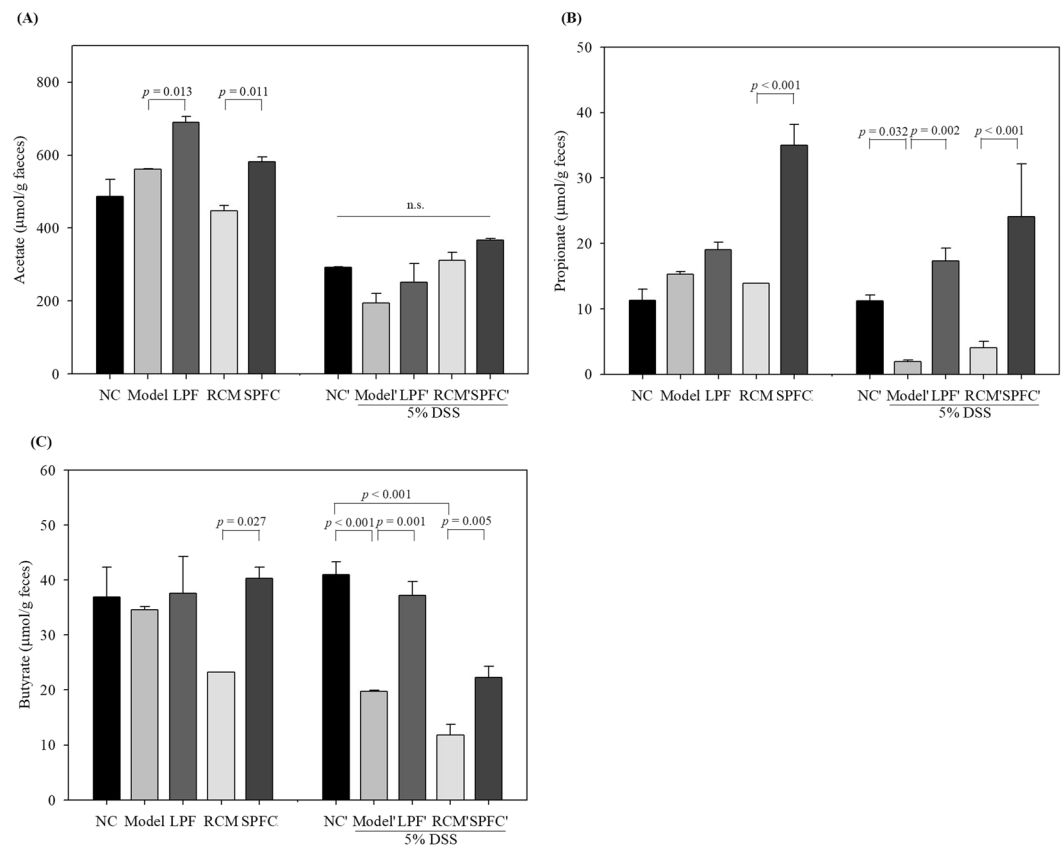 (A)
Acetate (μmol/g faeces)
800
600
400
200
0
p = 0.013
p = 0.011
n.s.
NC Model LPF RCM SPFC
NC' Model' LPF' RCM' SPFC'
5% DSS
(B)
Propionate (μmol/g feces)
50
40
30
20
10
0
p < 0.001
p = 0.032 p = 0.002 p < 0.001
NC Model LPF RCM SPFC
NC' Model' LPF' RCM' SPFC'
5% DSS
(C)
Butyrate (μmol/g feces)
60
50
40
30
20
10
0
p = 0.027
p < 0.001
p < 0.001 p = 0.001 p = 0.005
NC Model LPF RCM SPFC
NC' Model' LPF' RCM' SPFC'
5% DSS